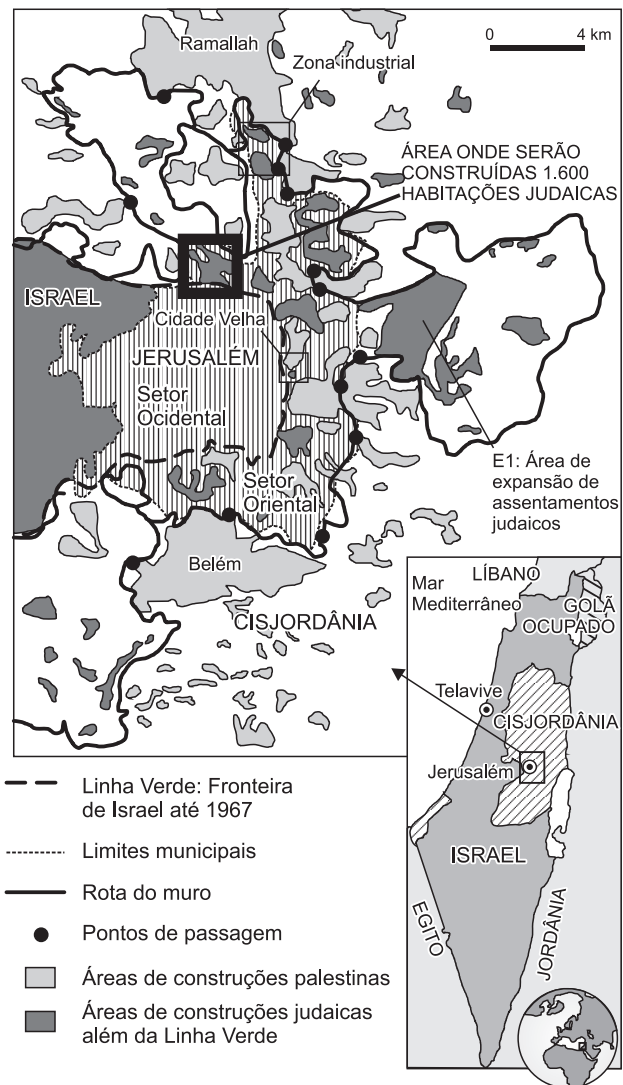 Ramallah
0 4 km
Zona industrial
ÁREA ONDE SERÃO
CONSTRUÍDAS 1.600
HABITAÇÕES JUDAICAS
ISRAEL
Cidade Velha
JERUSALÉM
Setor
Ocidental
Setor
Oriental
E1: Área de
expansão de
assentamentos
judaicos
Belém
CISJORDÂNIA
LÍBANO
Mar
Mediterrâneo
GOLÃ
OCUPADO
Telavive
CISJORDÂNIA
Jerusalém
ISRAEL
EGITO
JORDÂNIA
Linha Verde: Fronteira
de Israel até 1967
Limites municipais
Rota do muro
Pontos de passagem
Áreas de construções palestinas
Áreas de construções judaicas
além da Linha Verde